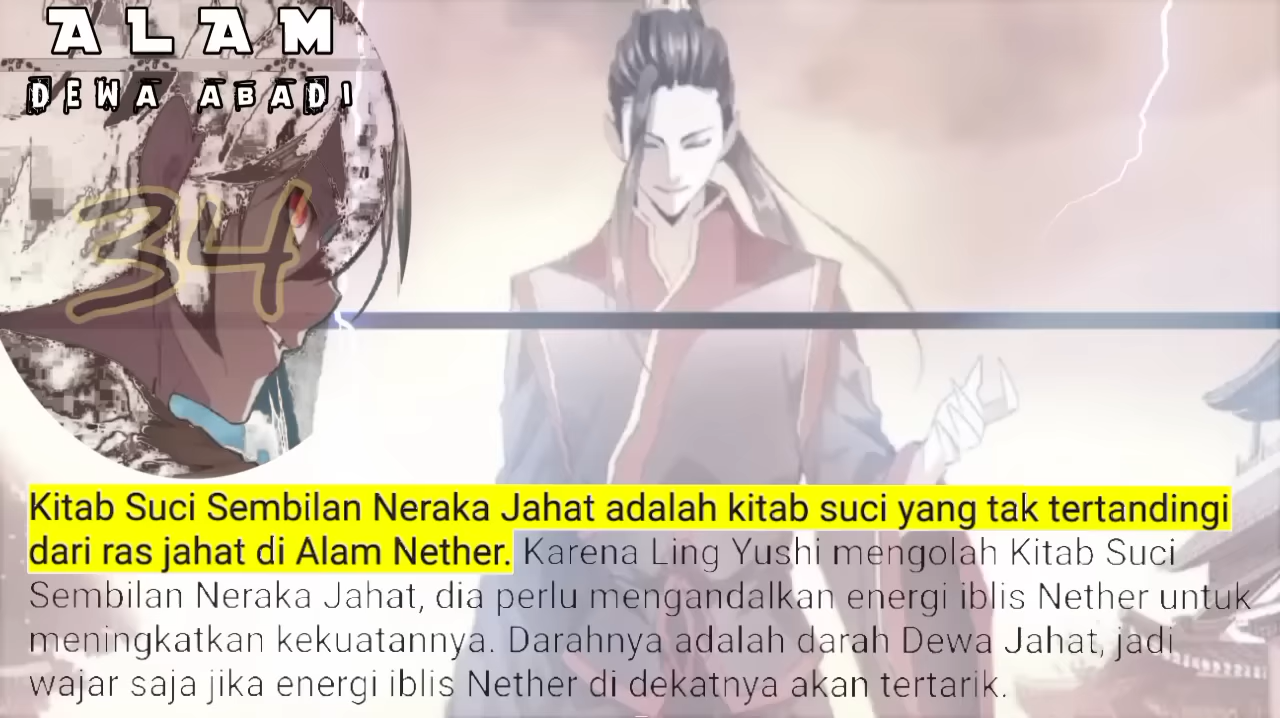 ALAM
DEWA ABADI
34
Kitab Suci Sembilan Neraka Jahat adalah kitab suci yang tak tertandingi
dari ras jahat di Alam Nether. Karena Ling Yushi mengolah Kitab Suci
Sembilan Neraka Jahat, dia perlu mengandalkan energi iblis Nether untuk
meningkatkan kekuatannya. Darahnya adalah darah Dewa Jahat, jadi
wajar saja jika energi iblis Nether di dekatnya akan tertarik.